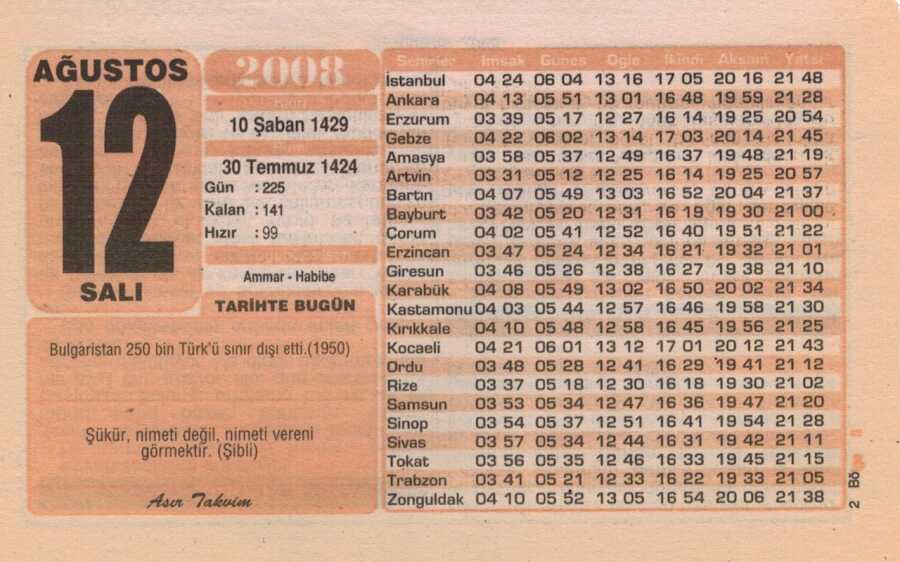 AĞUSTOS
12
SALI
2008
Hicri
10 Şaban 1429
Rumi
30 Temmuz 1424
Gün : 225
Kalan : 141
Hızır : 99
Ammar - Habibe
TARİHTE BUGÜN
Bulgaristan 250 bin Türk'ü sınır dışı etti.(1950)
Şükür, nimeti değil, nimeti vereni
görmektir. (Şibli)
Asır Takvim
Şehirler İmsak Güneş Öğle İkindi Akşam Yatsı
İstanbul 04 24 06 04 13 16 17 05 20 16 21 48
Ankara 04 13 05 51 13 01 16 48 19 59 21 28
Erzurum 03 39 05 17 12 27 16 14 19 25 20 54
Gebze 04 22 06 02 13 14 17 03 20 14 21 45
Amasya 03 58 05 37 12 49 16 37 19 48 21 19
Artvin 03 31 05 12 12 25 16 14 19 25 20 57
Bartın 04 07 05 49 13 03 16 52 20 04 21 37
Bayburt 03 42 05 20 12 31 16 19 19 30 21 00
Çorum 04 02 05 41 12 52 16 40 19 51 21 22
Erzincan 03 47 05 24 12 34 16 21 19 32 21 01
Giresun 03 46 05 26 12 38 16 27 19 38 21 10
Karabük 04 08 05 49 13 02 16 50 20 02 21 34
Kastamonu 04 03 05 44 12 57 16 46 19 58 21 30
Kırıkkale 04 10 05 48 12 58 16 45 19 56 21 25
Kocaeli 04 21 06 01 13 12 17 01 20 12 21 43
Ordu 03 48 05 28 12 41 16 29 19 41 21 12
Rize 03 37 05 18 12 30 16 18 19 30 21 02
Samsun 03 53 05 34 12 47 16 36 19 47 21 20
Sinop 03 54 05 37 12 51 16 41 19 54 21 28
Sivas 03 57 05 34 12 44 16 31 19 42 21 11
Tokat 03 56 05 35 12 46 16 33 19 45 21 15
Trabzon 03 41 05 21 12 33 16 22 19 33 21 05
Zonguldak 04 10 05 52 13 05 16 54 20 06 21 38
2 Bö